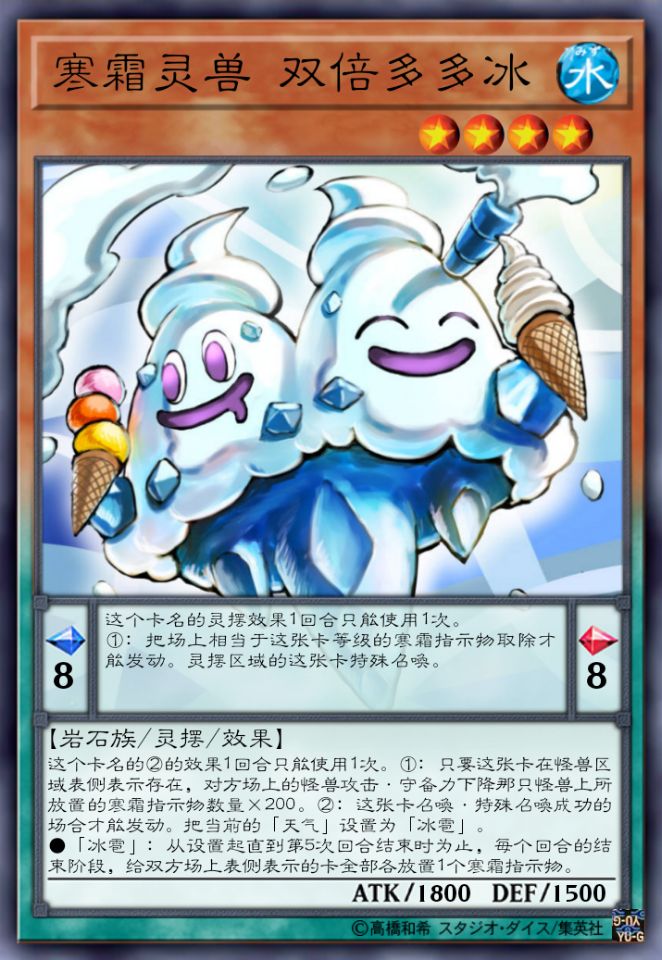 寒霜灵兽 双倍多多冰
みず
水
这个卡名的灵摆效果1回合只能使用1次。
①：把场上相当于这张卡等级的寒霜指示物取除才
能发动。灵摆区域的这张卡特殊召唤。
8
8
【岩石族/灵摆/效果】
这个卡名的②的效果1回合只能使用1次。①：只要这张卡在怪兽区
域表侧表示存在，对方场上的怪兽攻击·守备力下降那只怪兽上所
放置的寒霜指示物数量×200。②：这张卡召唤·特殊召唤成功的
场合才能发动。把当前的「天气」设置为「冰雹」。
●「冰雹」：从设置起直到第5次回合结束时为止，每个回合的结
束阶段，给双方场上表侧表示的卡全部各放置1个寒霜指示物。
ATK/1800 DEF/1500
©高橋和希 スタジオ・ダイス/集英社